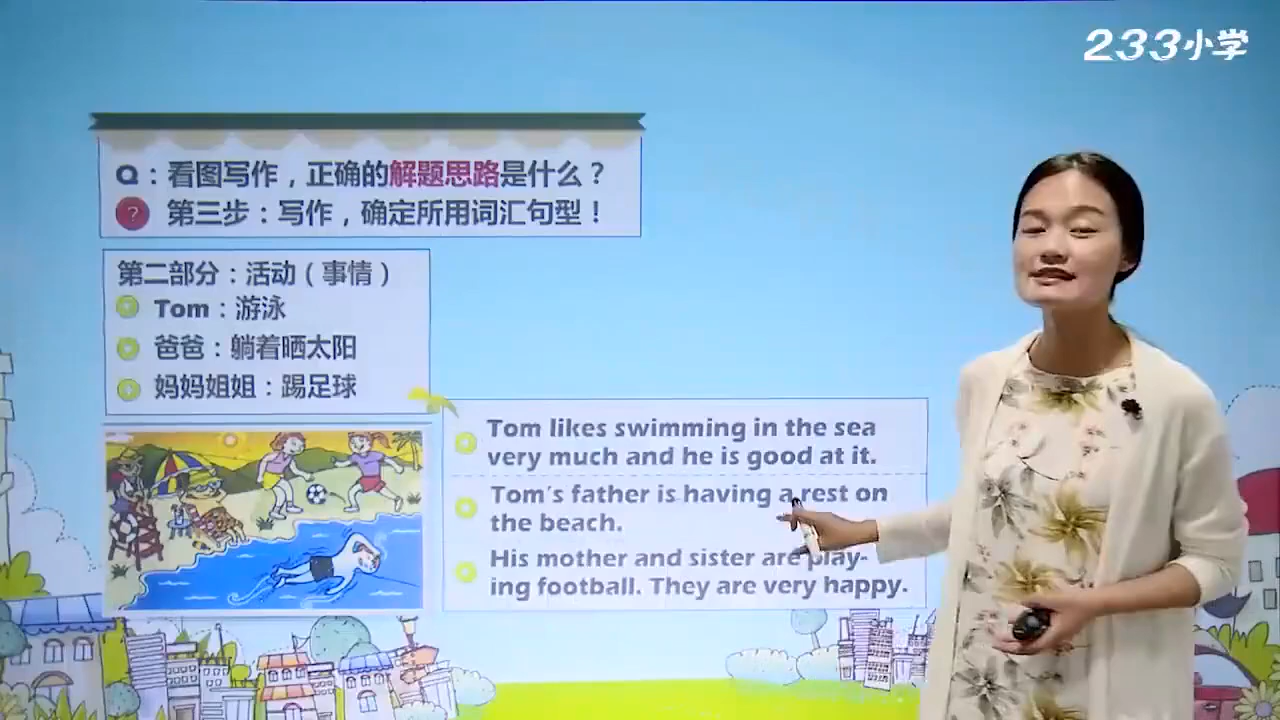 233小学
Q：看图写作，正确的解题思路是什么？
? 第三步：写作，确定所用词汇句型！
第二部分：活动（事情）
Tom：游泳
爸爸：躺着晒太阳
妈妈姐姐：踢足球
Tom likes swimming in the sea
very much and he is good at it.
Tom's father is having a rest on
the beach.
His mother and sister are play-
ing football. They are very happy.